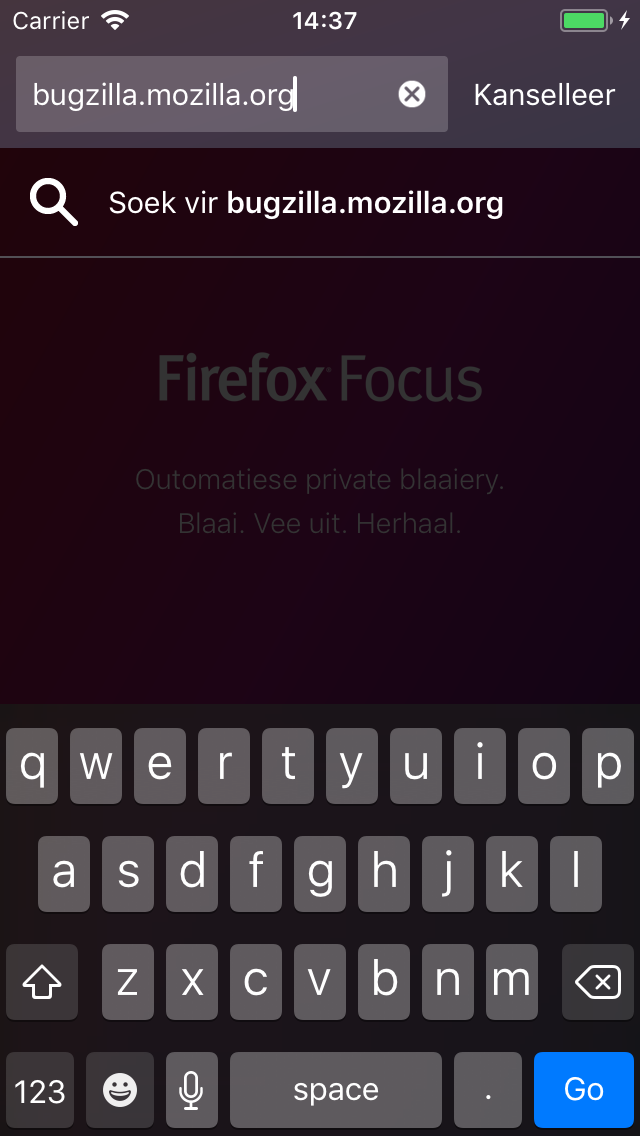 Carrier 14:37
bugzilla.mozilla.org Kanselleer
Soek vir bugzilla.mozilla.org
Firefox Focus
Outomatiese private blaaiery.
Blaai. Vee uit. Herhaal.
q w e r t y u i o p
a s d f g h j k l
z x c v b n m
123 space . Go